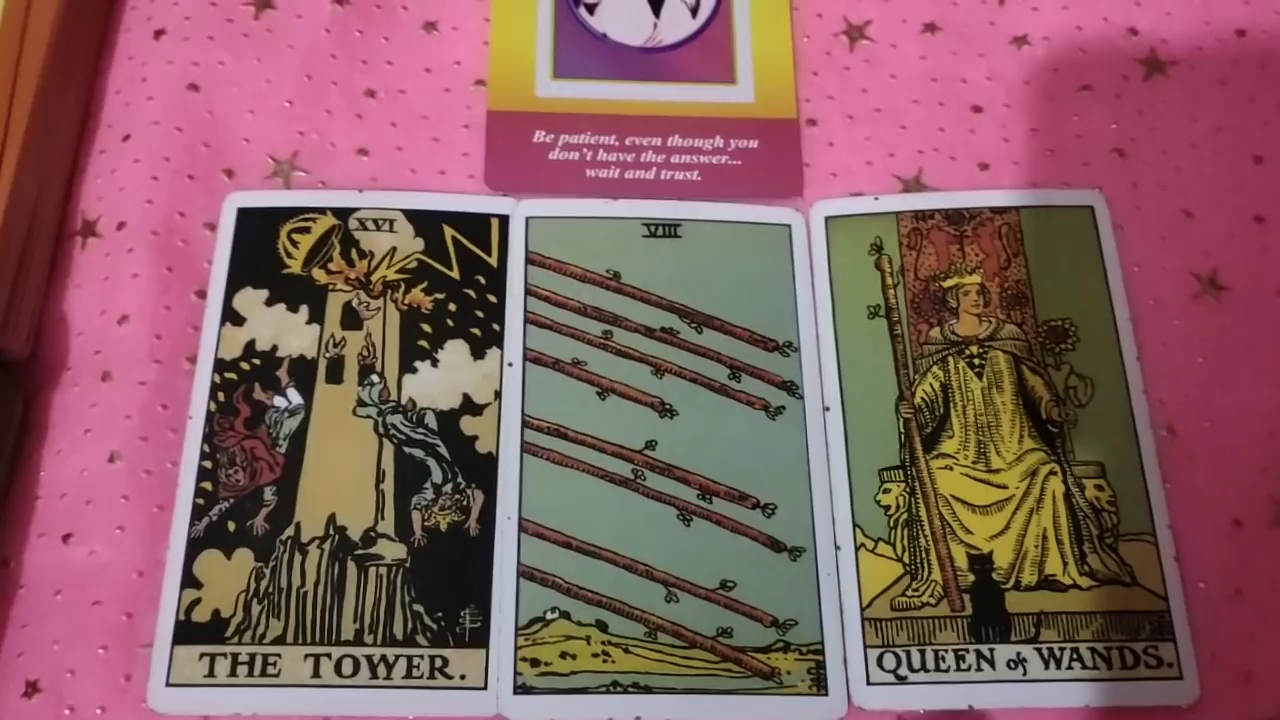 Be patient, even though you
don't have the answer...
wait and trust.
XVI
VIII
THE TOWER.
QUEEN of WANDS.